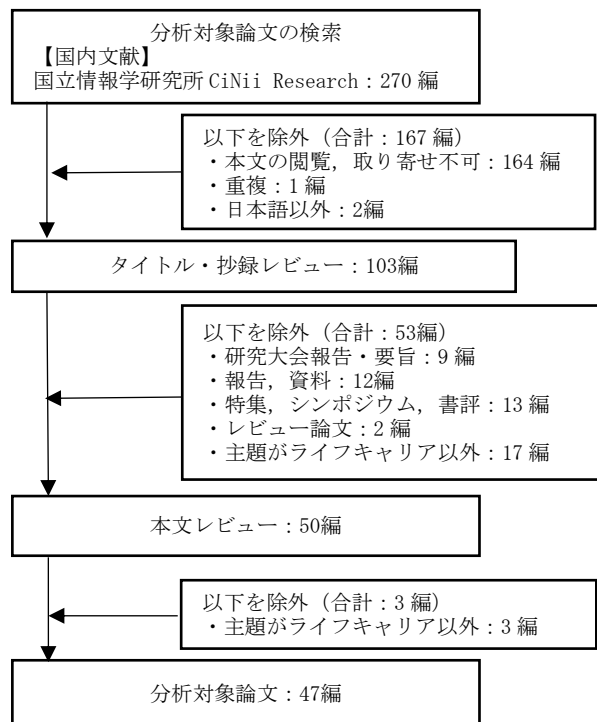 分析対象論文の検索
【国内文献】
国立情報学研究所 CiNii Research：270 編
以下を除外（合計：167 編）
・本文の閲覧，取り寄せ不可：164 編
・重複：1 編
・日本語以外：2編
タイトル・抄録レビュー：103編
以下を除外（合計：53編）
・研究大会報告・要旨：9 編
・報告，資料：12編
・特集，シンポジウム，書評：13 編
・レビュー論文：2 編
・主題がライフキャリア以外：17 編
本文レビュー：50編
以下を除外（合計：3 編）
・主題がライフキャリア以外：3 編
分析対象論文：47編